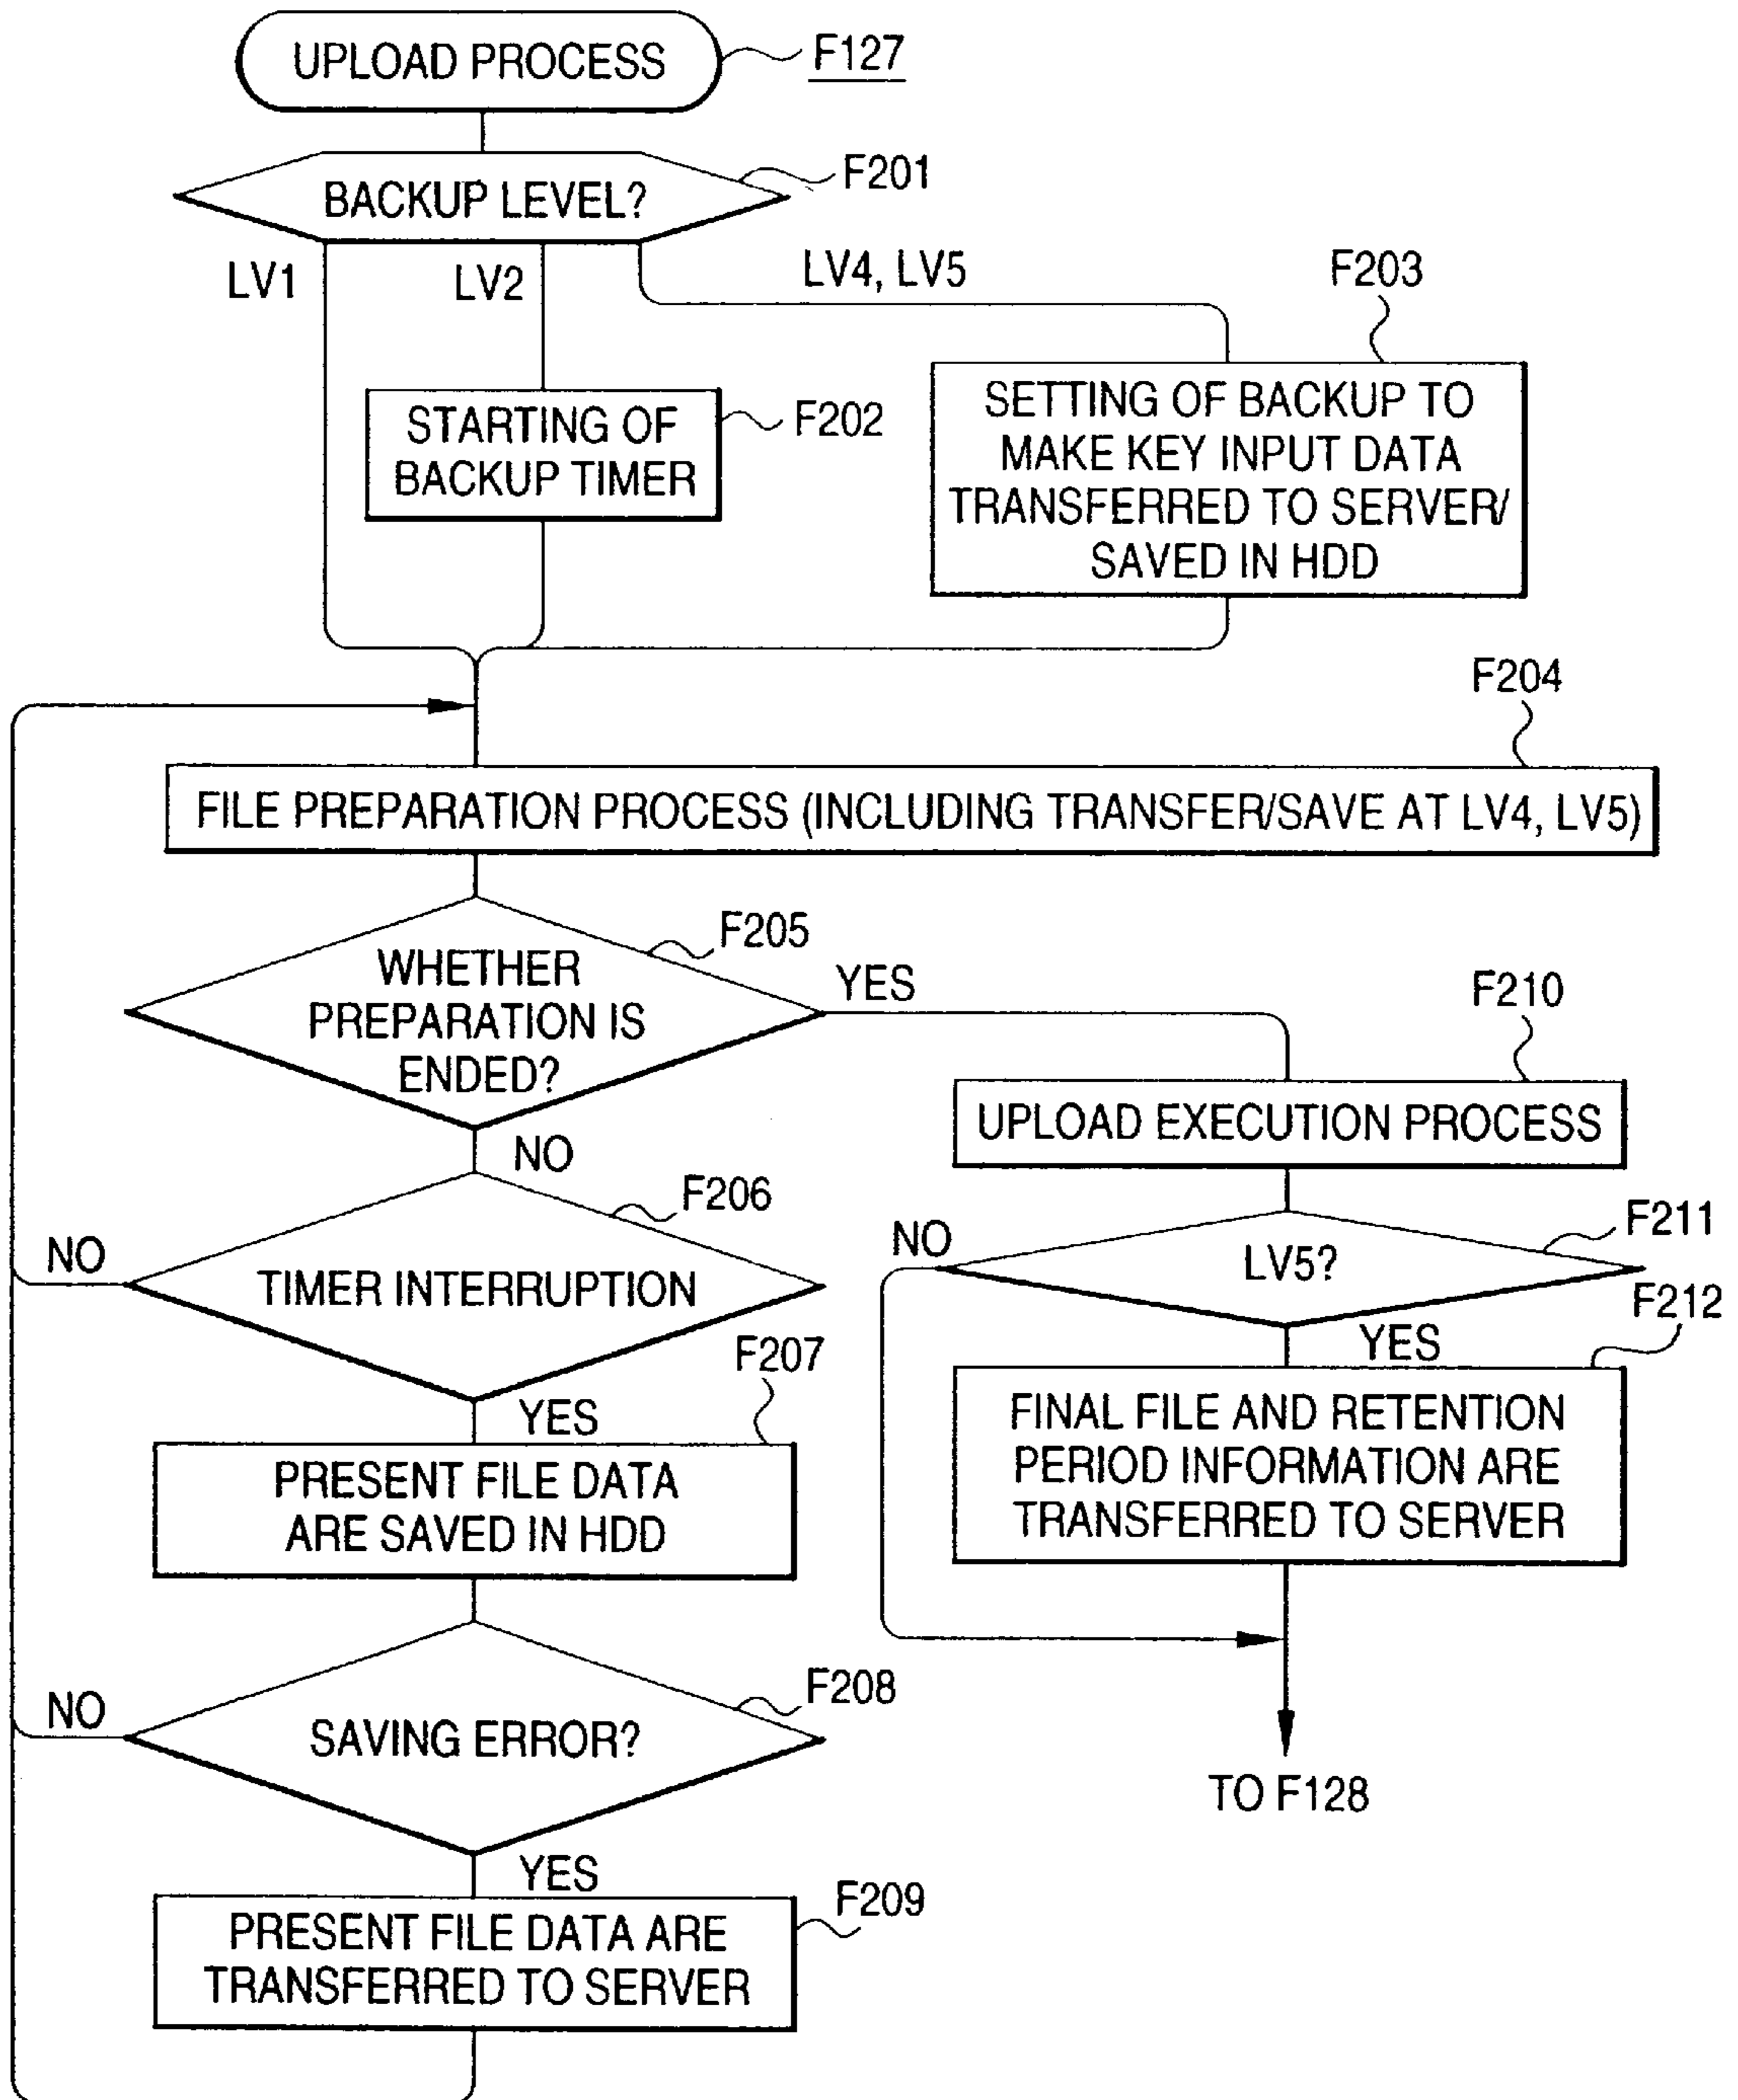 UPLOAD PROCESS
F127
BACKUP LEVEL?
F201
LV1
LV2
LV4, LV5
F203
STARTING OF
BACKUP TIMER
F202
SETTING OF BACKUP TO
MAKE KEY INPUT DATA
TRANSFERRED TO SERVER/
SAVED IN HDD
F204
FILE PREPARATION PROCESS (INCLUDING TRANSFER/SAVE AT LV4, LV5)
F205
WHETHER
PREPARATION IS
ENDED?
YES
NO
F206
TIMER INTERRUPTION
NO
YES
F207
PRESENT FILE DATA
ARE SAVED IN HDD
F208
SAVING ERROR?
NO
YES
F209
PRESENT FILE DATA ARE
TRANSFERRED TO SERVER
F210
UPLOAD EXECUTION PROCESS
F211
LV5?
NO
YES
F212
FINAL FILE AND RETENTION
PERIOD INFORMATION ARE
TRANSFERRED TO SERVER
TO F128